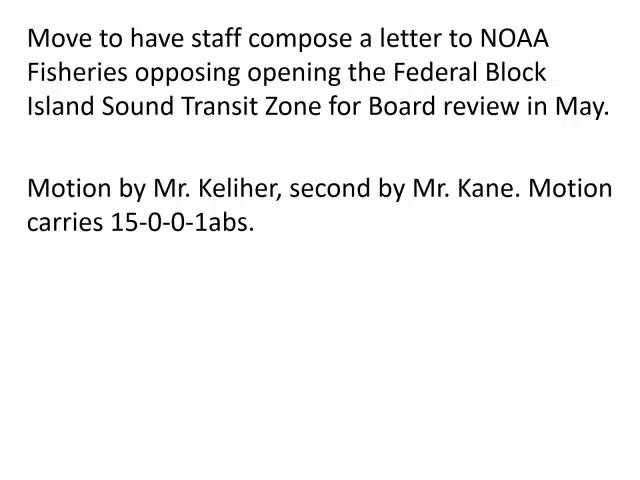 Move to have staff compose a letter to NOAA
Fisheries opposing opening the Federal Block
Island Sound Transit Zone for Board review in May.
Motion by Mr. Keliher, second by Mr. Kane. Motion
carries 15-0-0-1abs.